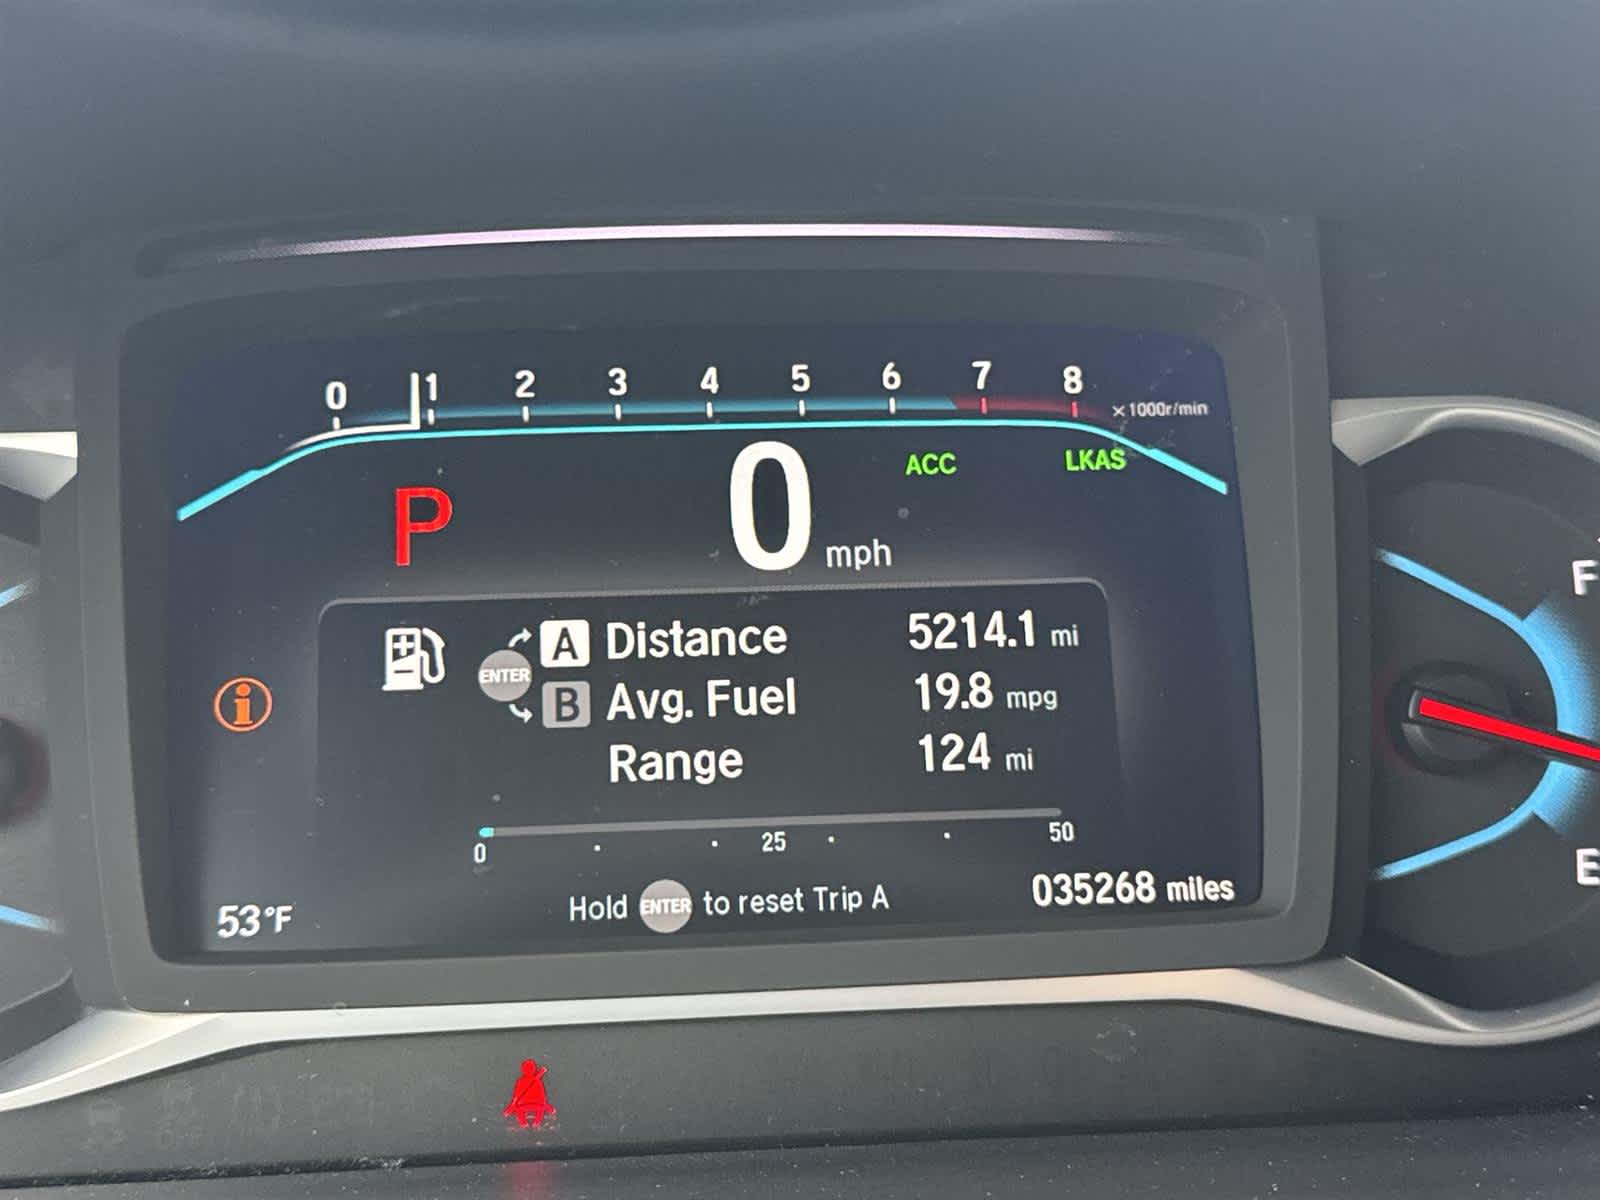 0 1 2 3 4 5 6 7 8
×1000r/min
P 0 mph ACC LKAS
A Distance 5214.1 mi
ENTER
B Avg. Fuel 19.8 mpg
Range 124 mi
0 25 50
53°F
Hold ENTER to reset Trip A
035268 miles
F
E